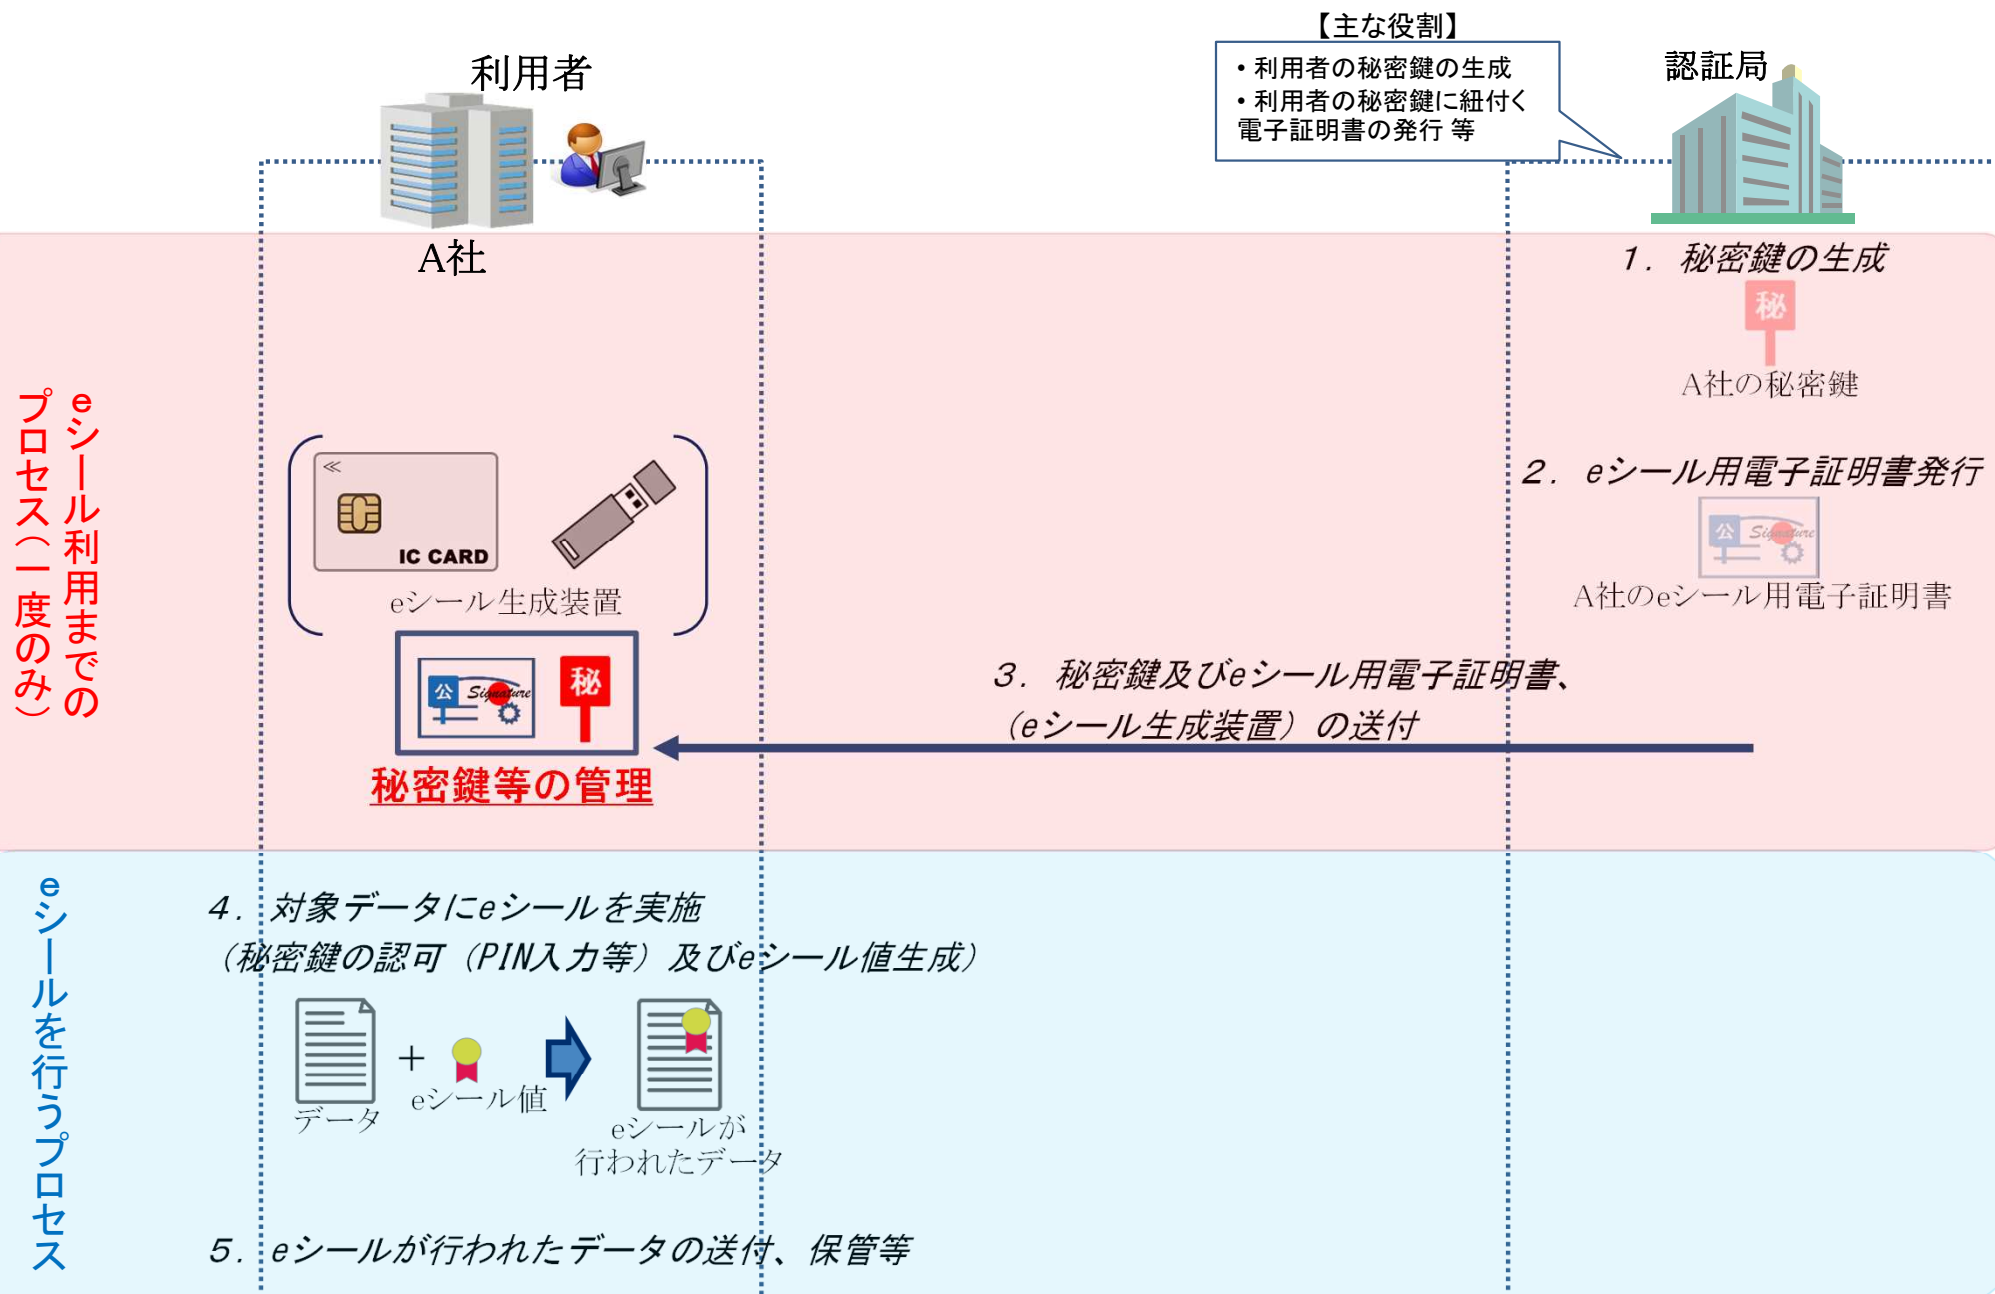 【主な役割】
・利用者の秘密鍵の生成
・利用者の秘密鍵に紐付く
電子証明書の発行 等
利用者
認証局
A社
eシール利用までの
プロセス（一度のみ）
1. 秘密鍵の生成
秘
A社の秘密鍵
2. eシール用電子証明書発行
公 Signature
A社のeシール用電子証明書
≪
IC CARD
eシール生成装置
公 Signature
秘
秘密鍵等の管理
3. 秘密鍵及びeシール用電子証明書、
（eシール生成装置）の送付
eシールを行うプロセス
4. 対象データにeシールを実施
（秘密鍵の認可（PIN入力等）及びeシール値生成）
データ
＋
eシール値
eシールが
行われたデータ
5. eシールが行われたデータの送付、保管等